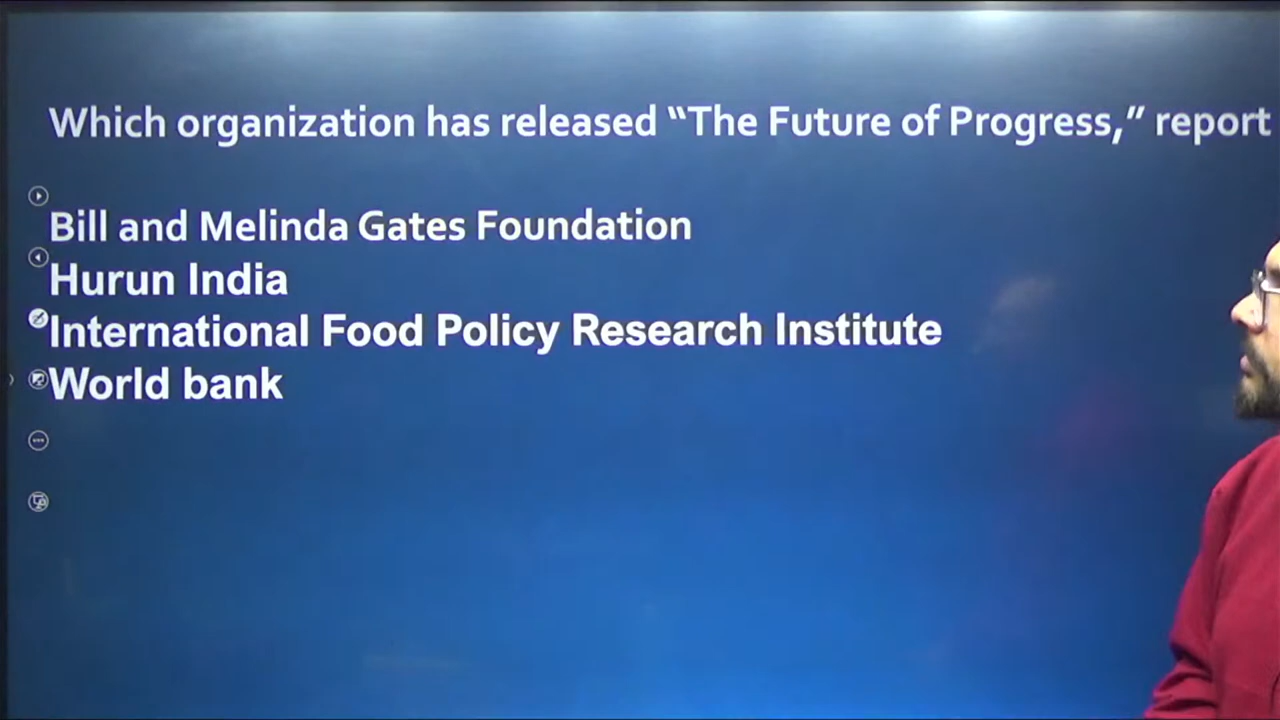 Which organization has released “The Future of Progress,” report
Bill and Melinda Gates Foundation
Hurun India
International Food Policy Research Institute
World bank